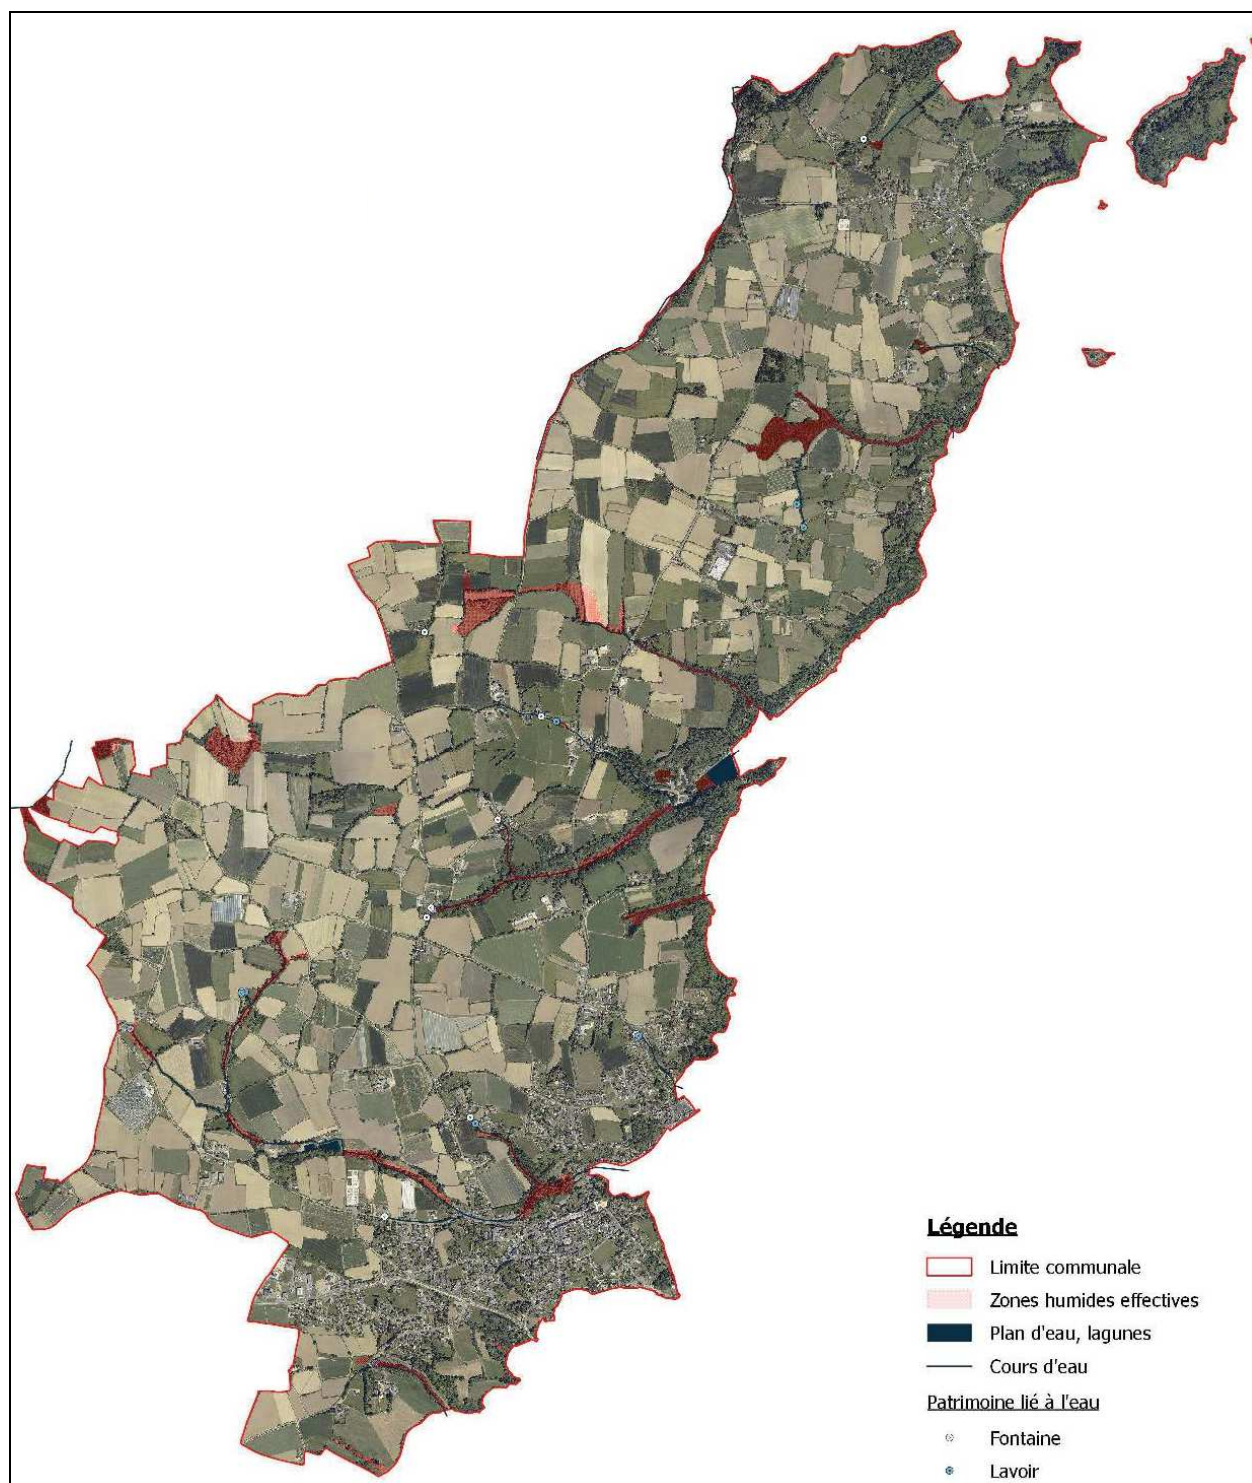 Légende
Limite communale
Zones humides effectives
Plan d'eau, lagunes
Cours d'eau
Patrimoine lié à l'eau
Fontaine
Lavoir